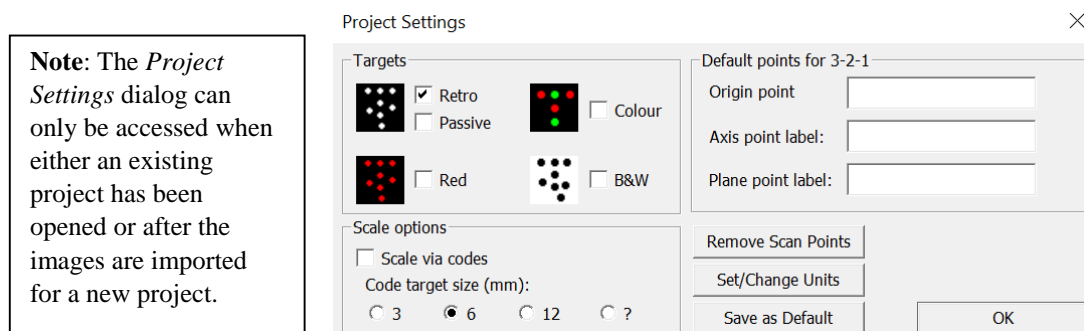 Note: The Project
Settings dialog can
only be accessed when
either an existing
project has been
opened or after the
images are imported
for a new project.
Project Settings
Targets
Retro
Passive
Colour
Red
B&W
Default points for 3-2-1
Origin point
Axis point label:
Plane point label:
Scale options
Scale via codes
Code target size (mm):
3 6 12 ?
Remove Scan Points
Set/Change Units
Save as Default
OK